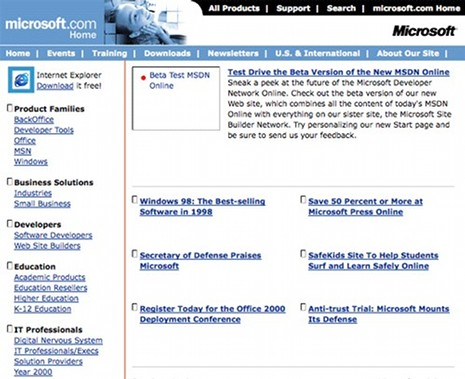 All Products | Support | Search | microsoft.com Home
microsoft.com
Home
Microsoft
Home | Events | Training | Downloads | Newsletters | U.S. & International | About Our Site |
Internet Explorer
Download it free!
Product Families
BackOffice
Developer Tools
Office
MSN
Windows
Business Solutions
Industries
Small Business
Developers
Software Developers
Web Site Builders
Education
Academic Products
Education Resellers
Higher Education
K-12 Education
IT Professionals
Digital Nervous System
IT Professionals/Execs
Solution Providers
Year 2000
Beta Test MSDN
Online
Test Drive the Beta Version of the New MSDN Online
Sneak a peek at the future of the Microsoft Developer
Network Online. Check out the beta version of our new
Web site, which combines all the content of today's MSDN
Online with everything on our sister site, the Microsoft Site
Builder Network. Try personalizing our new Start page and
be sure to send us your feedback.
Windows 98: The Best-selling
Software in 1998
Save 50 Percent or More at
Microsoft Press Online
Secretary of Defense Praises
Microsoft
SafeKids Site To Help Students
Surf and Learn Safely Online
Register Today for the Office 2000
Deployment Conference
Anti-trust Trial: Microsoft Mounts
Its Defense